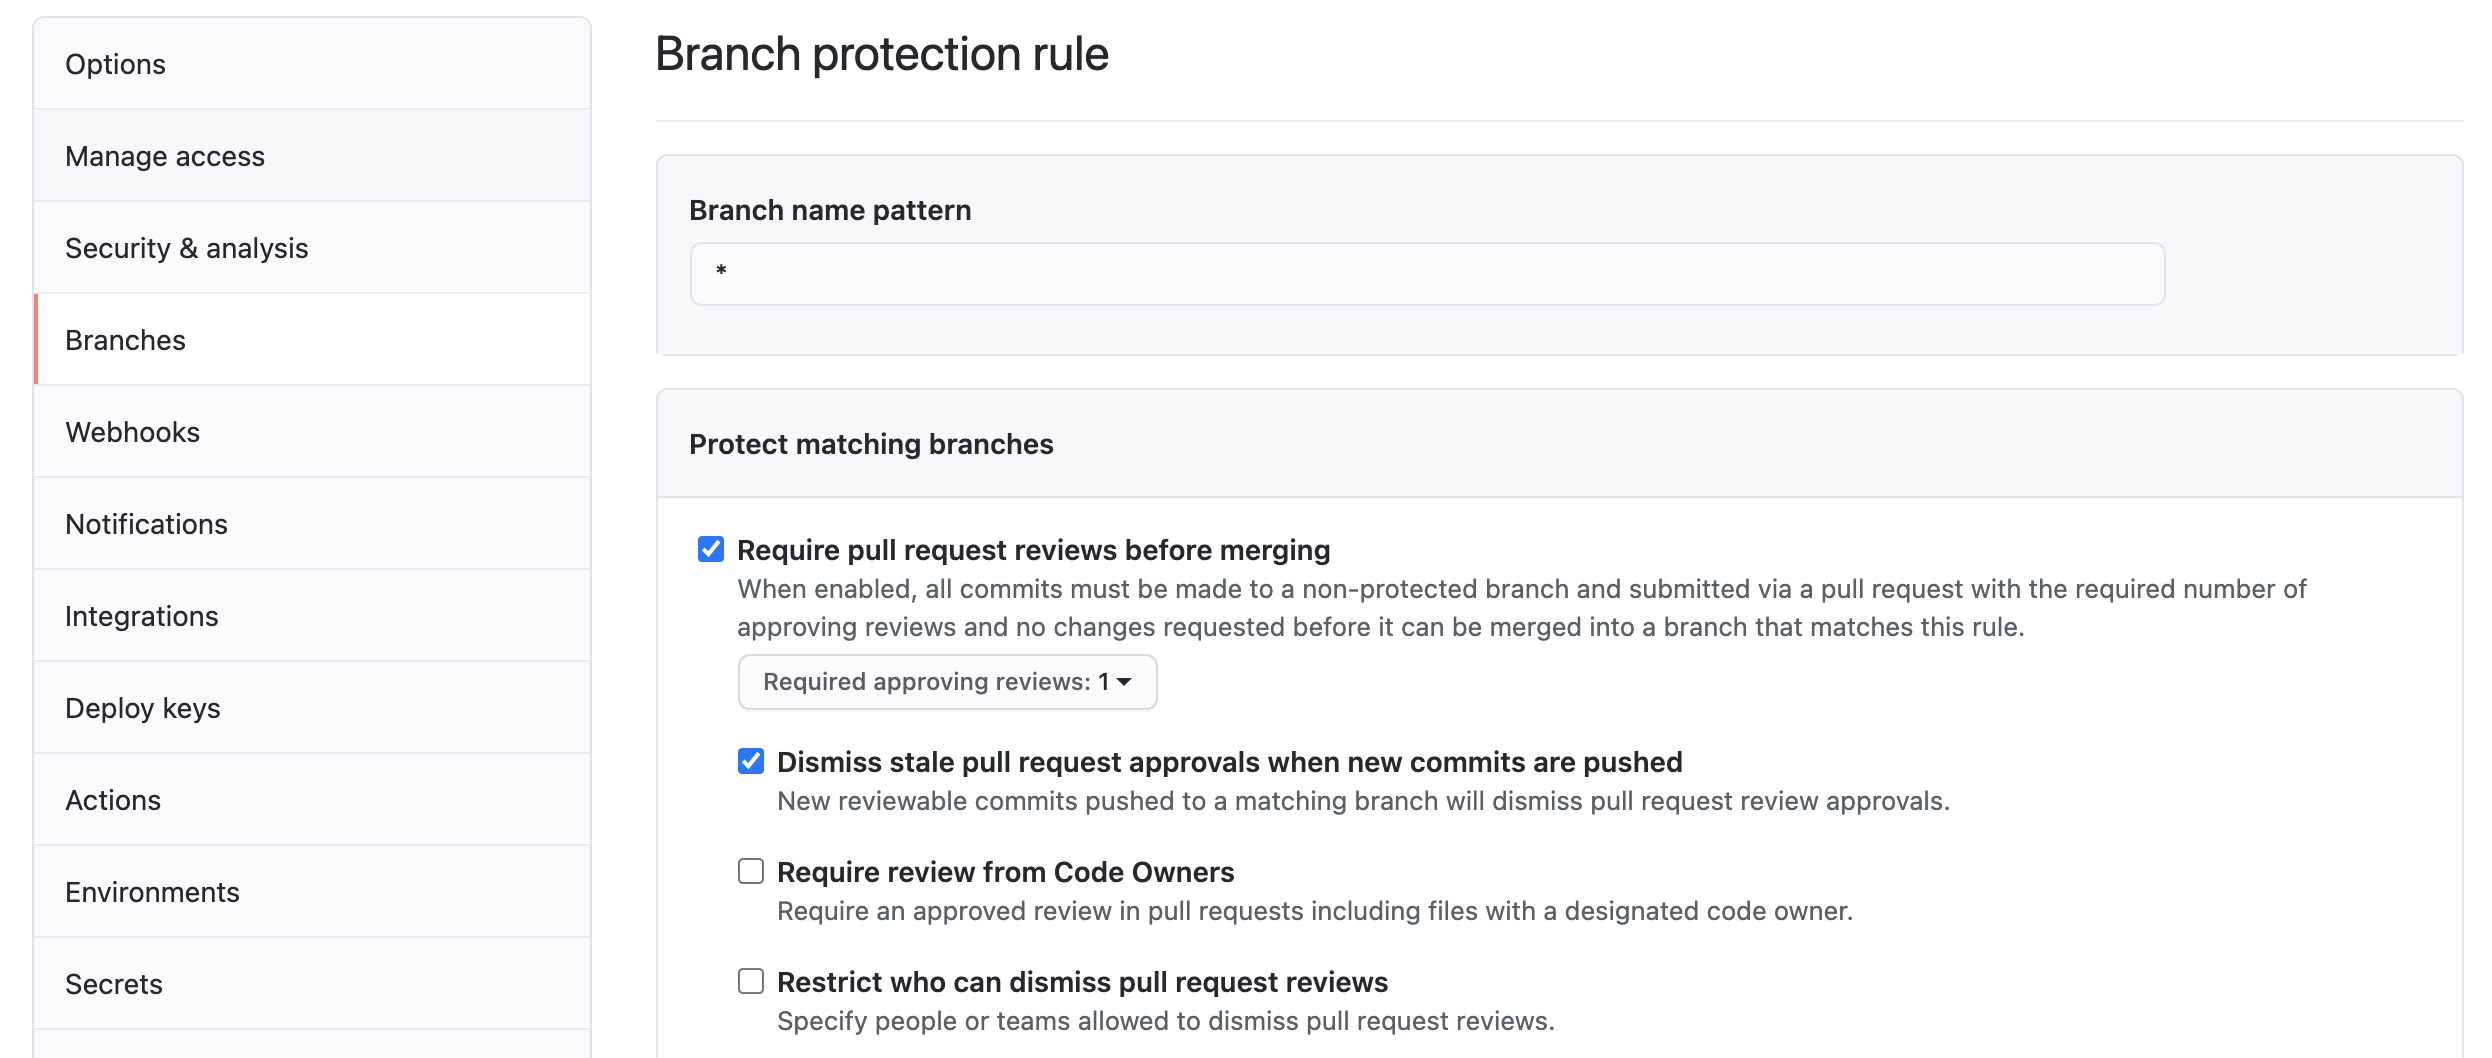 Options
Manage access
Security & analysis
Branches
Webhooks
Notifications
Integrations
Deploy keys
Actions
Environments
Secrets
Branch protection rule
Branch name pattern
*
Protect matching branches
Require pull request reviews before merging
When enabled, all commits must be made to a non-protected branch and submitted via a pull request with the required number of
approving reviews and no changes requested before it can be merged into a branch that matches this rule.
Required approving reviews: 1
Dismiss stale pull request approvals when new commits are pushed
New reviewable commits pushed to a matching branch will dismiss pull request review approvals.
Require review from Code Owners
Require an approved review in pull requests including files with a designated code owner.
Restrict who can dismiss pull request reviews
Specify people or teams allowed to dismiss pull request reviews.